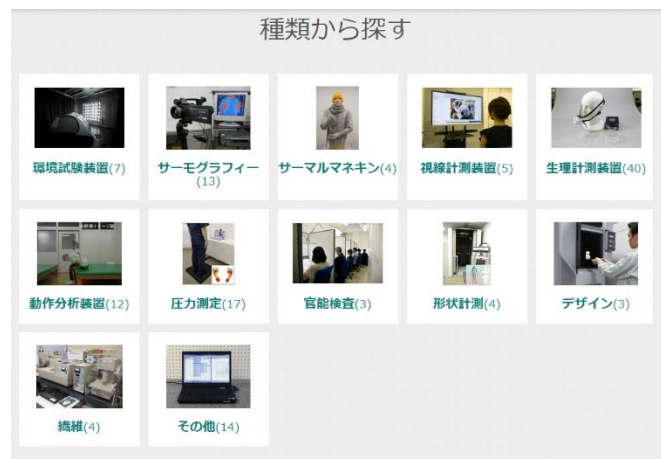 種類から探す
環境試験装置(7)
サーモグラフィー
(13)
サーマルマネキン(4)
視線計測装置(5)
生理計測装置(40)
動作分析装置(12)
圧力測定(17)
官能検査(3)
形状計測(4)
デザイン(3)
繊維(4)
その他(14)